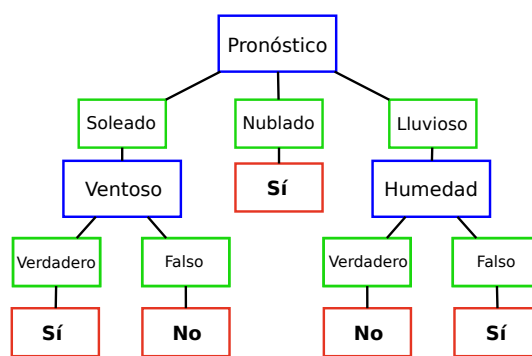 Pronóstico
Soleado
Nublado
Lluvioso
Ventoso
Sí
Humedad
Verdadero
Falso
Verdadero
Falso
Sí
No
No
Sí